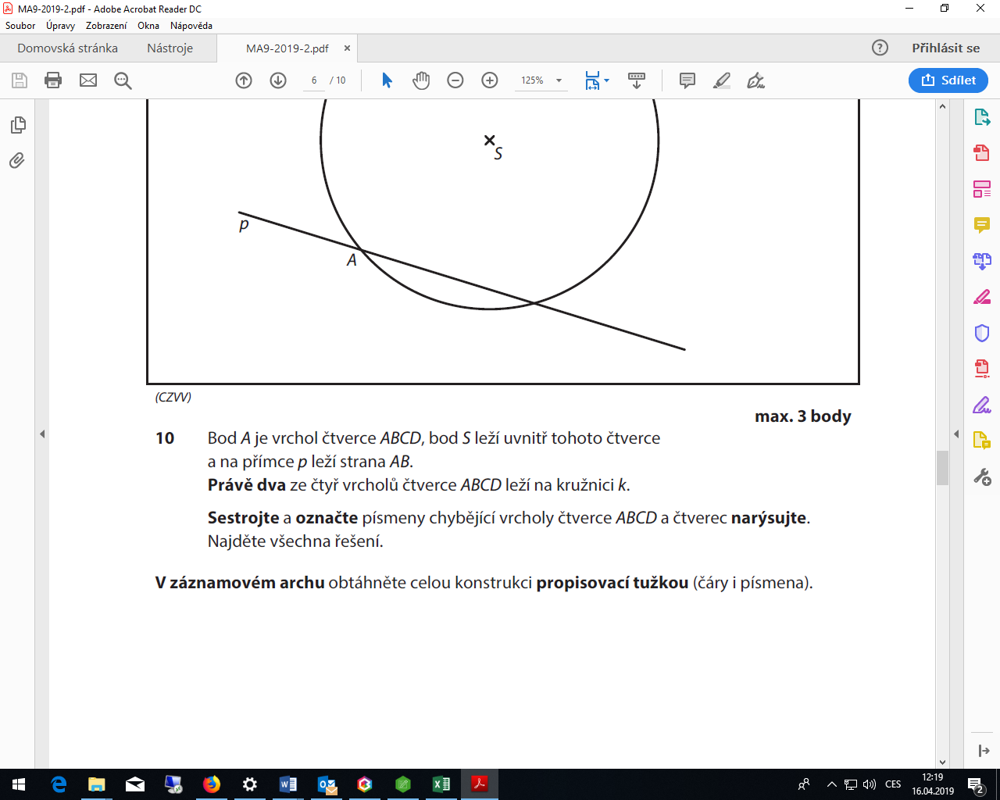 MA9-2019-2.pdf - Adobe Acrobat Reader DC
Soubor Úpravy Zobrazení Okna Nápověda
Domovská stránka Nástroje MA9-2019-2.pdf × Přihlásit se
6 / 10 125% Sdílet
S
p
A
(CZVV)
max. 3 body
10 Bod A je vrchol čtverce ABCD, bod S leží uvnitř tohoto čtverce
a na přímce p leží strana AB.
Právě dva ze čtyř vrcholů čtverce ABCD leží na kružnici k.
Sestrojte a označte písmeny chybějící vrcholy čtverce ABCD a čtverec narýsujte.
Najděte všechna řešení.
V záznamovém archu obtáhněte celou konstrukci propisovací tužkou (čáry i písmena).
CES 12:19
16.04.2019 2